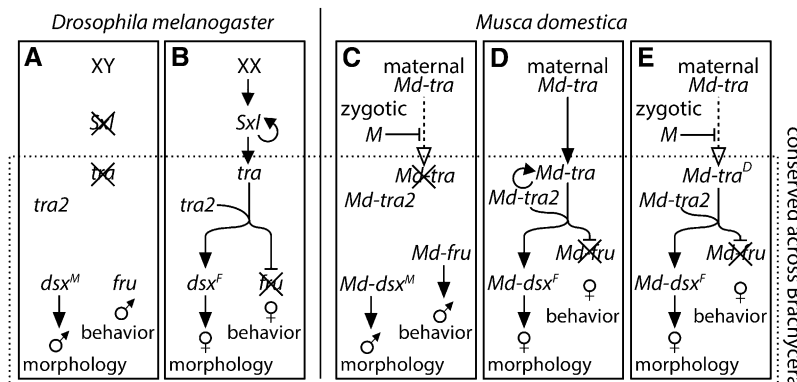 Drosophila melanogaster
Musca domestica
A
XY
Sxl
tra
tra2
dsxM
fru
♂
behavior
♂
morphology
B
XX
Sxl
tra
tra2
dsxF
fru
♀
behavior
♀
morphology
C
maternal
Md-tra
zygotic
M
Md-tra
Md-tra2
Md-fru
Md-dsxM
♂
behavior
♂
morphology
D
maternal
Md-tra
Md-tra
Md-tra2
Md-fru
Md-dsxF
♀
behavior
♀
morphology
E
maternal
Md-tra
zygotic
M
Md-traD
Md-tra2
Md-fru
Md-dsxF
♀
behavior
♀
morphology
conserved across Brachycera